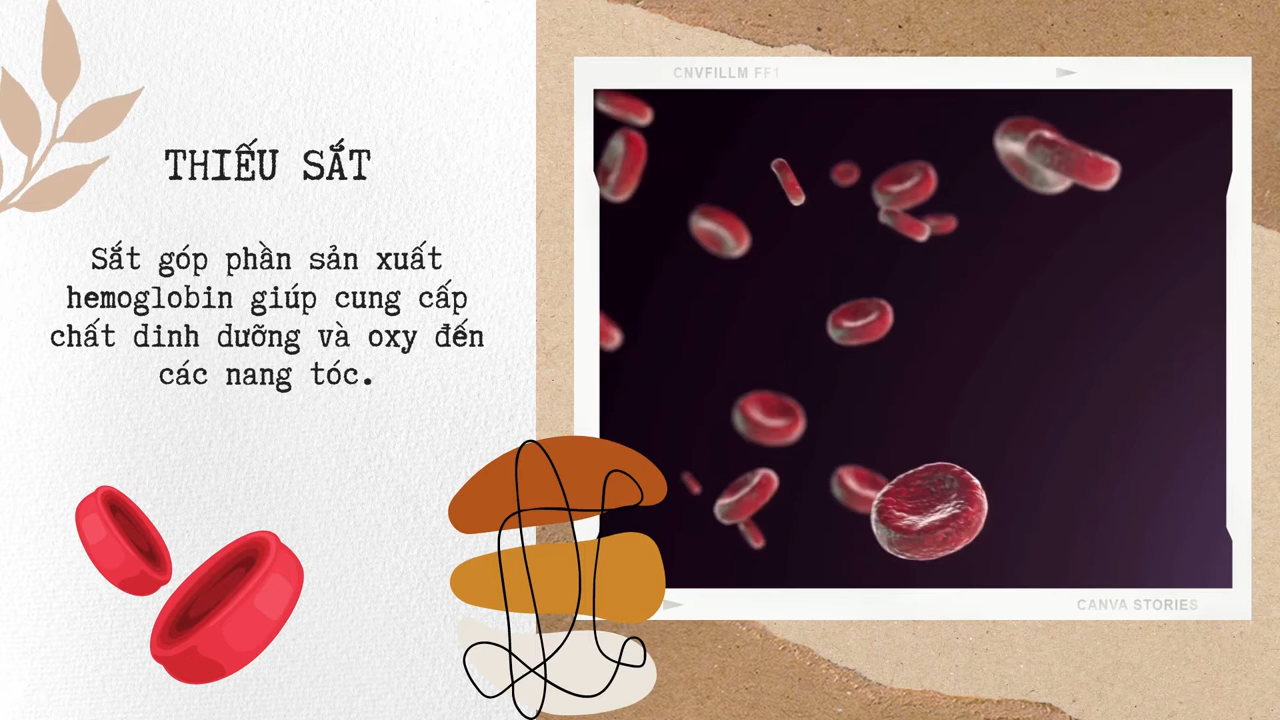 THIẾU SẮT
Sắt góp phần sản xuất
hemoglobin giúp cung cấp
chất dinh dưỡng và oxy đến
các nang tóc.
CNVFILLM FF1
CANVA STORIES